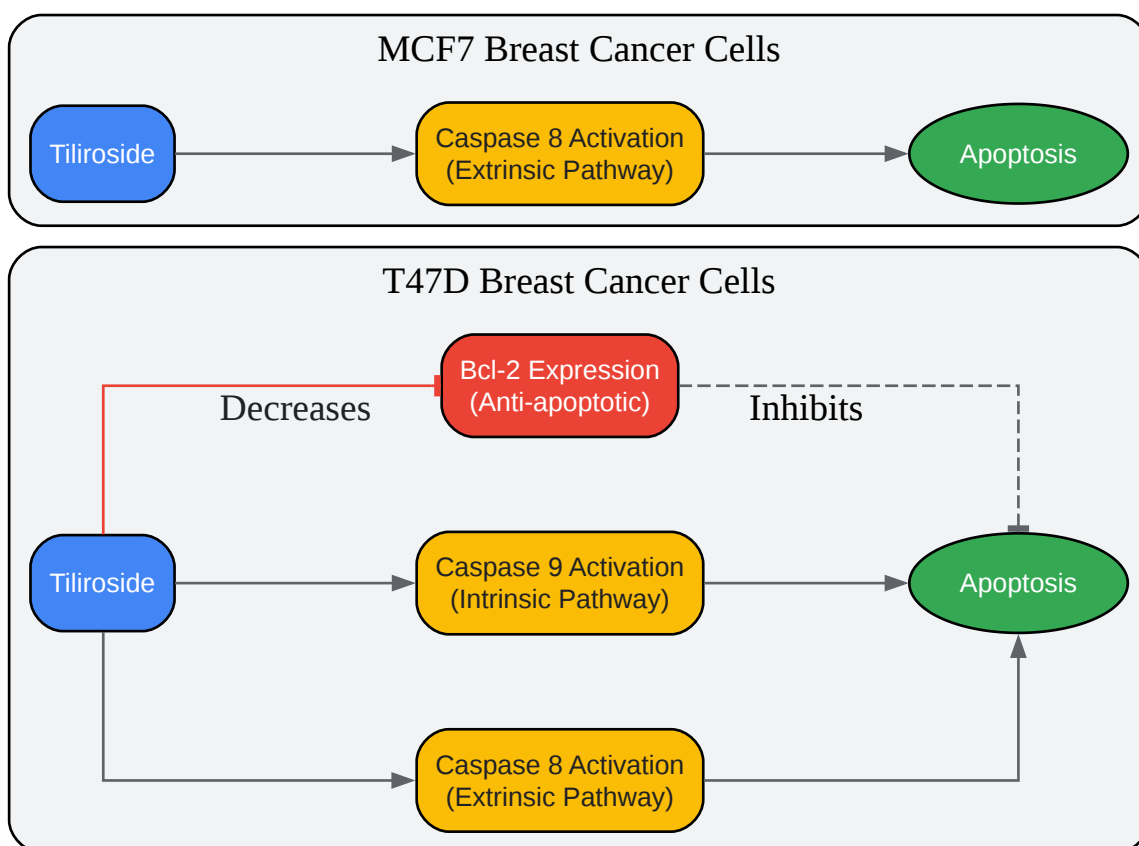 MCF7 Breast Cancer Cells
Tiliroside
Caspase 8 Activation
(Extrinsic Pathway)
Apoptosis
T47D Breast Cancer Cells
Bcl-2 Expression
(Anti-apoptotic)
Decreases
Inhibits
Tiliroside
Caspase 9 Activation
(Intrinsic Pathway)
Apoptosis
Caspase 8 Activation
(Extrinsic Pathway)